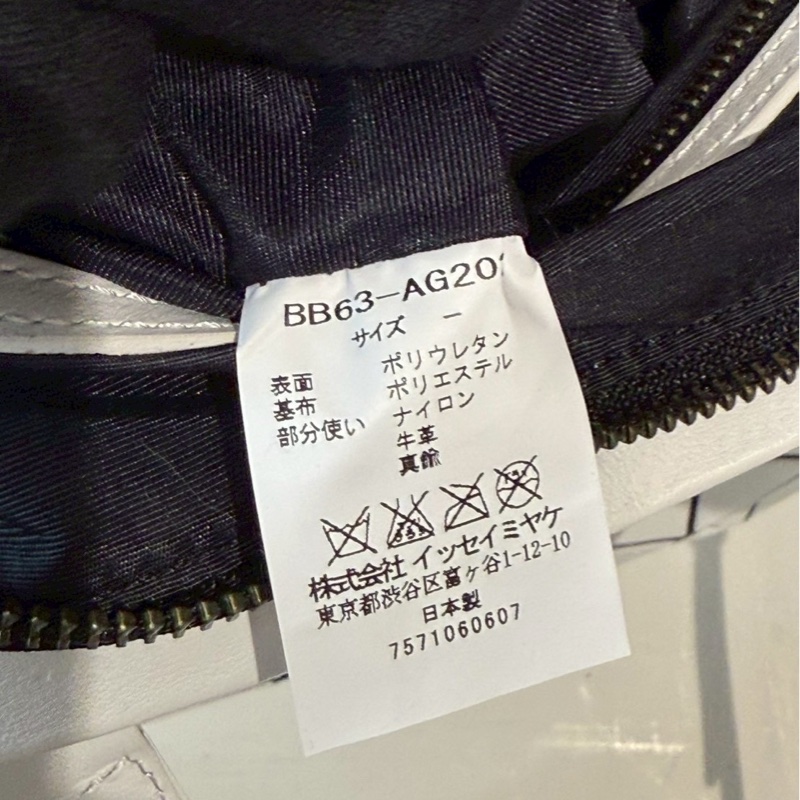 BB63-AG20
サイズ ー
表面 ポリウレタン
基布 ポリエステル
部分使い ナイロン
牛革
真鍮
株式会社 イッセイミヤケ
東京都渋谷区富ヶ谷1-12-10
日本製
7571060607